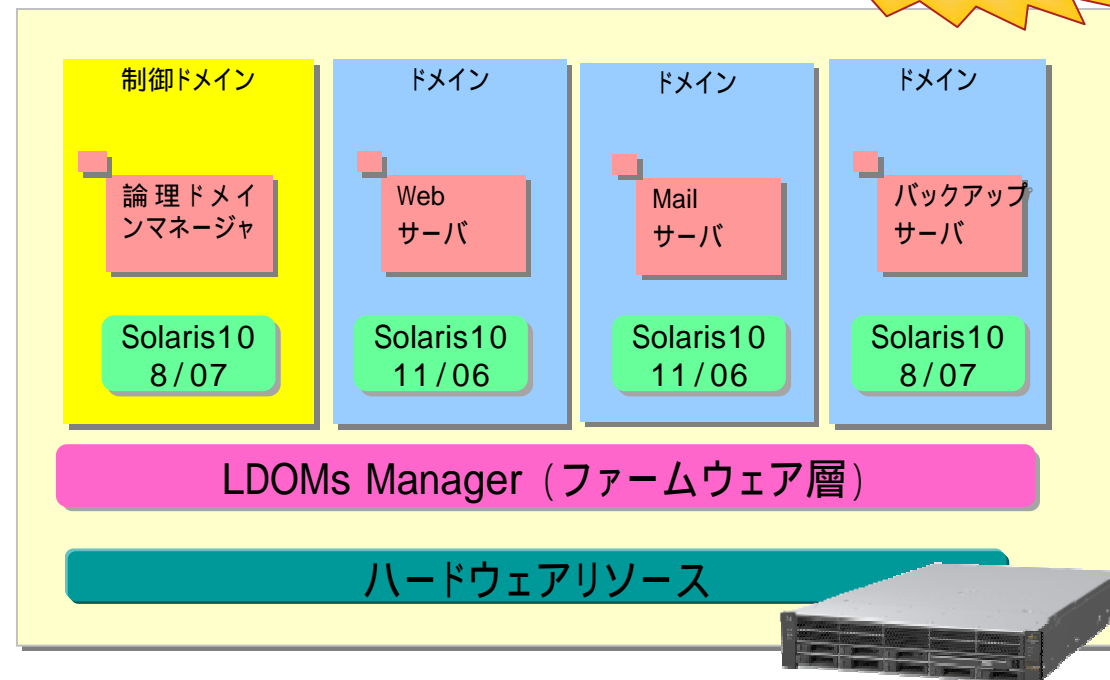 制御ドメイン
論理ドメイ
ンマネージャ
Solaris10
8/07
ドメイン
Web
サーバ
Solaris10
11/06
ドメイン
Mail
サーバ
Solaris10
11/06
ドメイン
バックアップ
サーバ
Solaris10
8/07
LDOMs Manager（ファームウェア層）
ハードウェアリソース